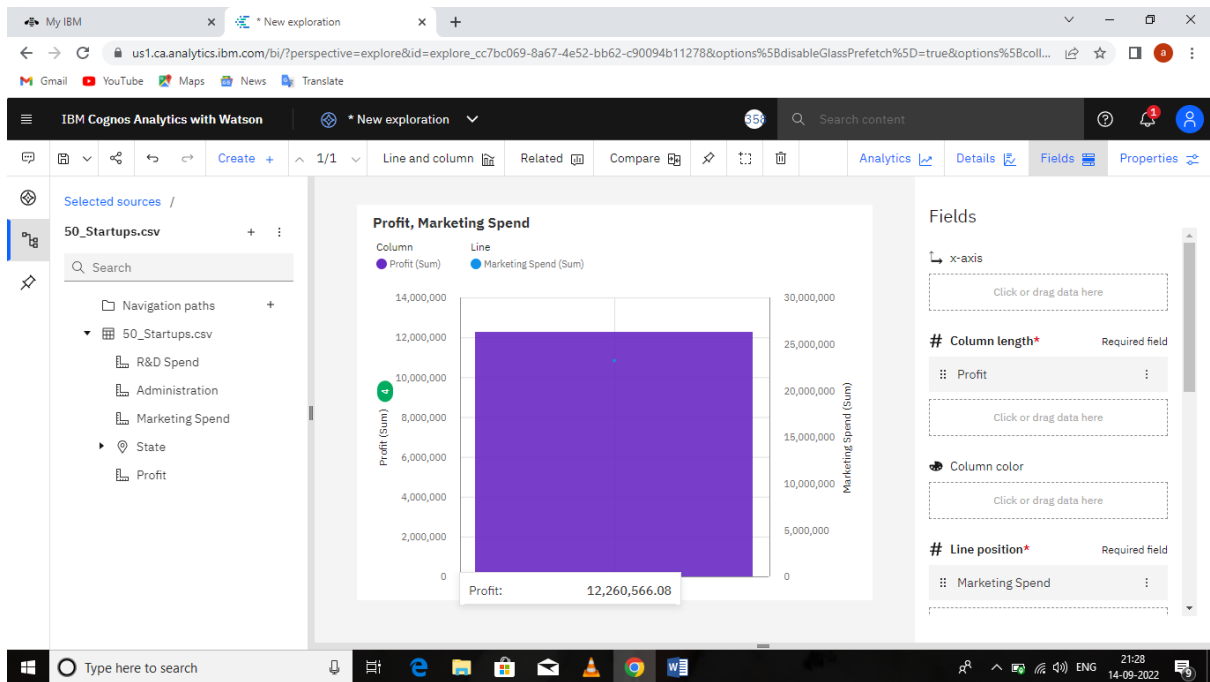 My IBM
* New exploration
us1.ca.analytics.ibm.com/bi/?perspective=explore&id=explore_cc7bc069-8a67-4e52-bb62-c90094b11278&options%5BdisableGlassPrefetch%5D=true&options%5Bcoll...
a
Gmail YouTube Maps News Translate
IBM Cognos Analytics with Watson
* New exploration
358
Search content
1
Create +
1/1
Line and column
Related
Compare
Analytics
Details
Fields
Properties
Selected sources /
50_Startups.csv
Search
Navigation paths
50_Startups.csv
R&D Spend
Administration
Marketing Spend
State
Profit
Profit, Marketing Spend
Column Line
Profit (Sum) Marketing Spend (Sum)
14,000,000
12,000,000
10,000,000
8,000,000
6,000,000
4,000,000
2,000,000
0
Profit (Sum)
4
30,000,000
25,000,000
20,000,000
15,000,000
10,000,000
5,000,000
0
Marketing Spend (Sum)
Profit: 12,260,566.08
Fields
x-axis
Click or drag data here
# Column length* Required field
Profit
Click or drag data here
Column color
Click or drag data here
# Line position* Required field
Marketing Spend
Type here to search
ENG
21:28
14-09-2022
9